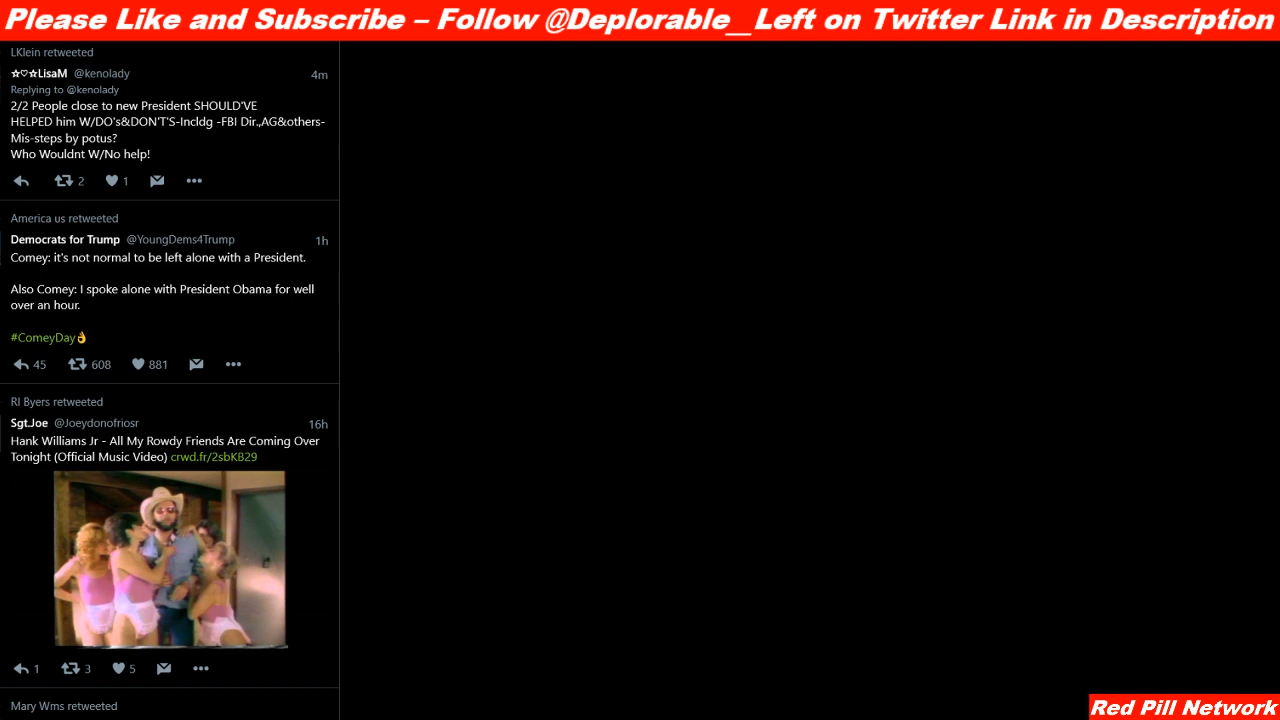 Please Like and Subscribe – Follow @Deplorable__Left on Twitter Link in Description
LKlein retweeted
☆♡☆LisaM @kenolady 4m
Replying to @kenolady
2/2 People close to new President SHOULD'VE
HELPED him W/DO's&DON'T'S-Incldg -FBI Dir.,AG&others-
Mis-steps by potus?
Who Wouldnt W/No help!
2 1
America us retweeted
Democrats for Trump @YoungDems4Trump 1h
Comey: it's not normal to be left alone with a President.
Also Comey: I spoke alone with President Obama for well
over an hour.
#ComeyDay👌
45 608 881
RI Byers retweeted
Sgt.Joe @Joeydonofriosr 16h
Hank Williams Jr - All My Rowdy Friends Are Coming Over
Tonight (Official Music Video) crwd.fr/2sbKB29
1 3 5
Mary Wms retweeted
Red Pill Network